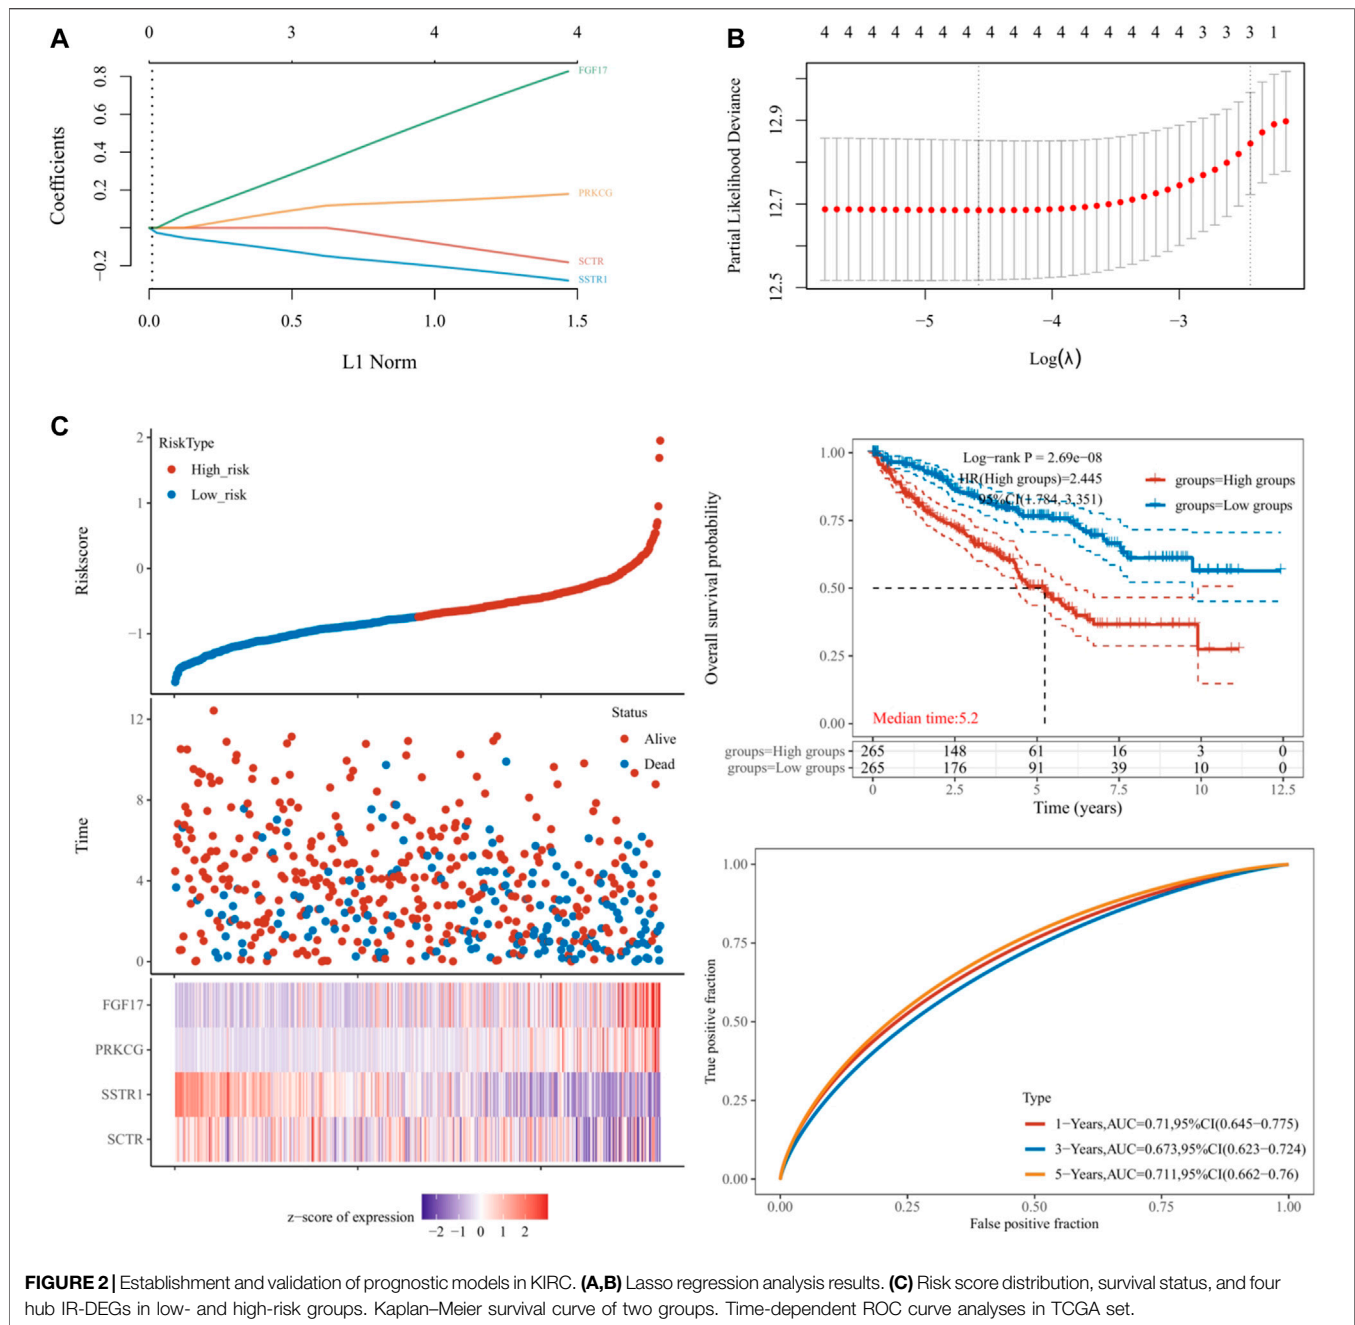 A
0 3 4 4
Coefficients
0.8
0.6
0.4
0.2
−0.2
FGF17
PRKCG
SCTR
SSTR1
0.0 0.5 1.0 1.5
L1 Norm
B
4 4 4 4 4 4 4 4 4 4 4 4 4 4 4 4 3 3 3 1
Partial Likelihood Deviance
12.9
12.7
12.5
−5 −4 −3
Log(λ)
C
RiskType
High_risk
Low_risk
Riskscore
2
1
0
−1
Status
Alive
Dead
Time
12
8
4
0
FGF17
PRKCG
SSTR1
SCTR
z−score of expression
−2 −1 0 1 2
Log−rank P = 2.69e−08
HR(High groups)=2.445
95%CI(1.784, 3.351)
groups=High groups
groups=Low groups
Overall survival probability
1.00
0.75
0.50
0.25
0.00
Median time:5.2
groups=High groups 265 148 61 16 3 0
groups=Low groups 265 176 91 39 10 0
0 2.5 5 7.5 10 12.5
Time (years)
True positive fraction
1.00
0.75
0.50
0.25
0.00
Type
1−Years,AUC=0.71,95%CI(0.645−0.775)
3−Years,AUC=0.673,95%CI(0.623−0.724)
5−Years,AUC=0.711,95%CI(0.662−0.76)
0.00 0.25 0.50 0.75 1.00
False positive fraction
FIGURE 2 | Establishment and validation of prognostic models in KIRC. (A,B) Lasso regression analysis results. (C) Risk score distribution, survival status, and four
hub IR-DEGs in low- and high-risk groups. Kaplan–Meier survival curve of two groups. Time-dependent ROC curve analyses in TCGA set.